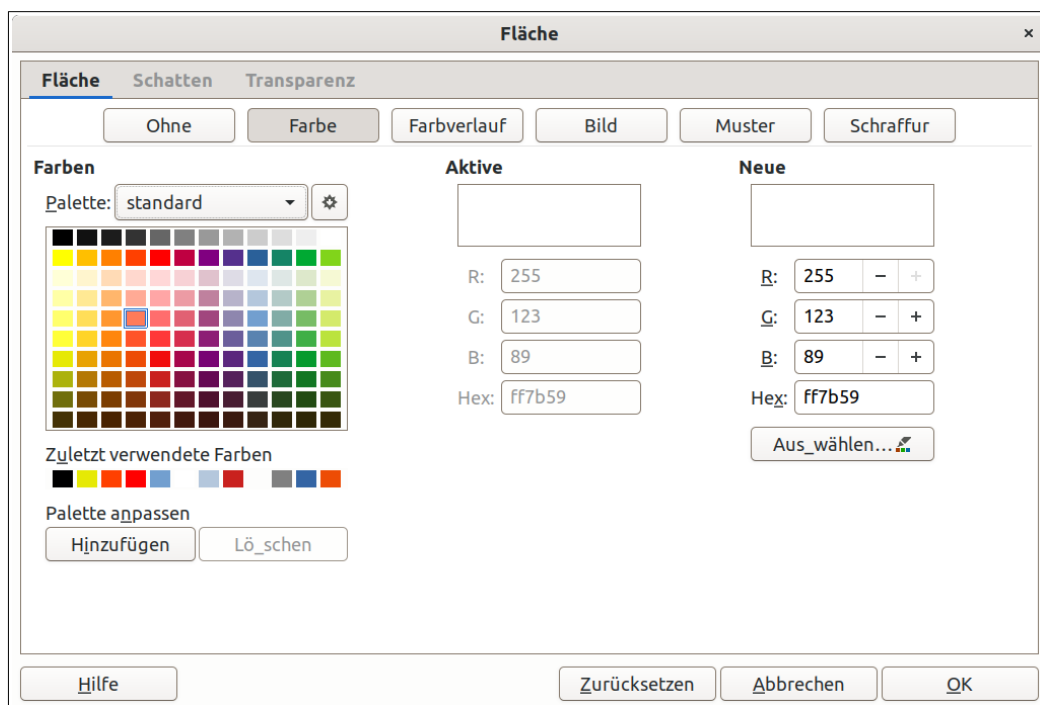 Fläche ×
Fläche Schatten Transparenz
Ohne Farbe Farbverlauf Bild Muster Schraffur
Farben Aktive Neue
Palette: standard
R: 255 R: 255 − +
G: 123 G: 123 − +
B: 89 B: 89 − +
Hex: ff7b59 Hex: ff7b59
Aus_wählen...
Zuletzt verwendete Farben
Palette anpassen
Hinzufügen Lö_schen
Hilfe Zurücksetzen Abbrechen OK